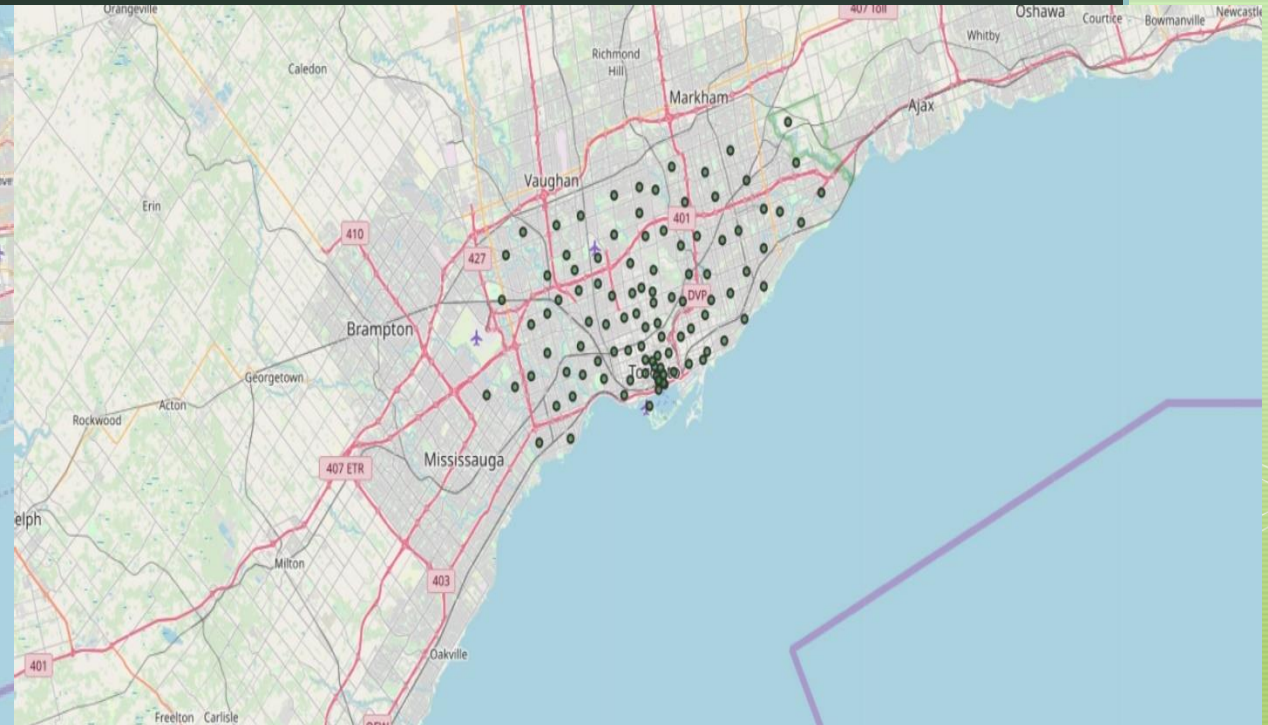 Orangeville
407 Toll
Oshawa
Courtice
Bowmanville
Newcastle
Whitby
Richmond
Hill
Caledon
Markham
Ajax
Vaughan
Erin
401
410
427
DVP
Brampton
Georgetown
Acton
Rockwood
Mississauga
407 ETR
elph
Milton
403
Oakville
401
Freelton
Carlisle